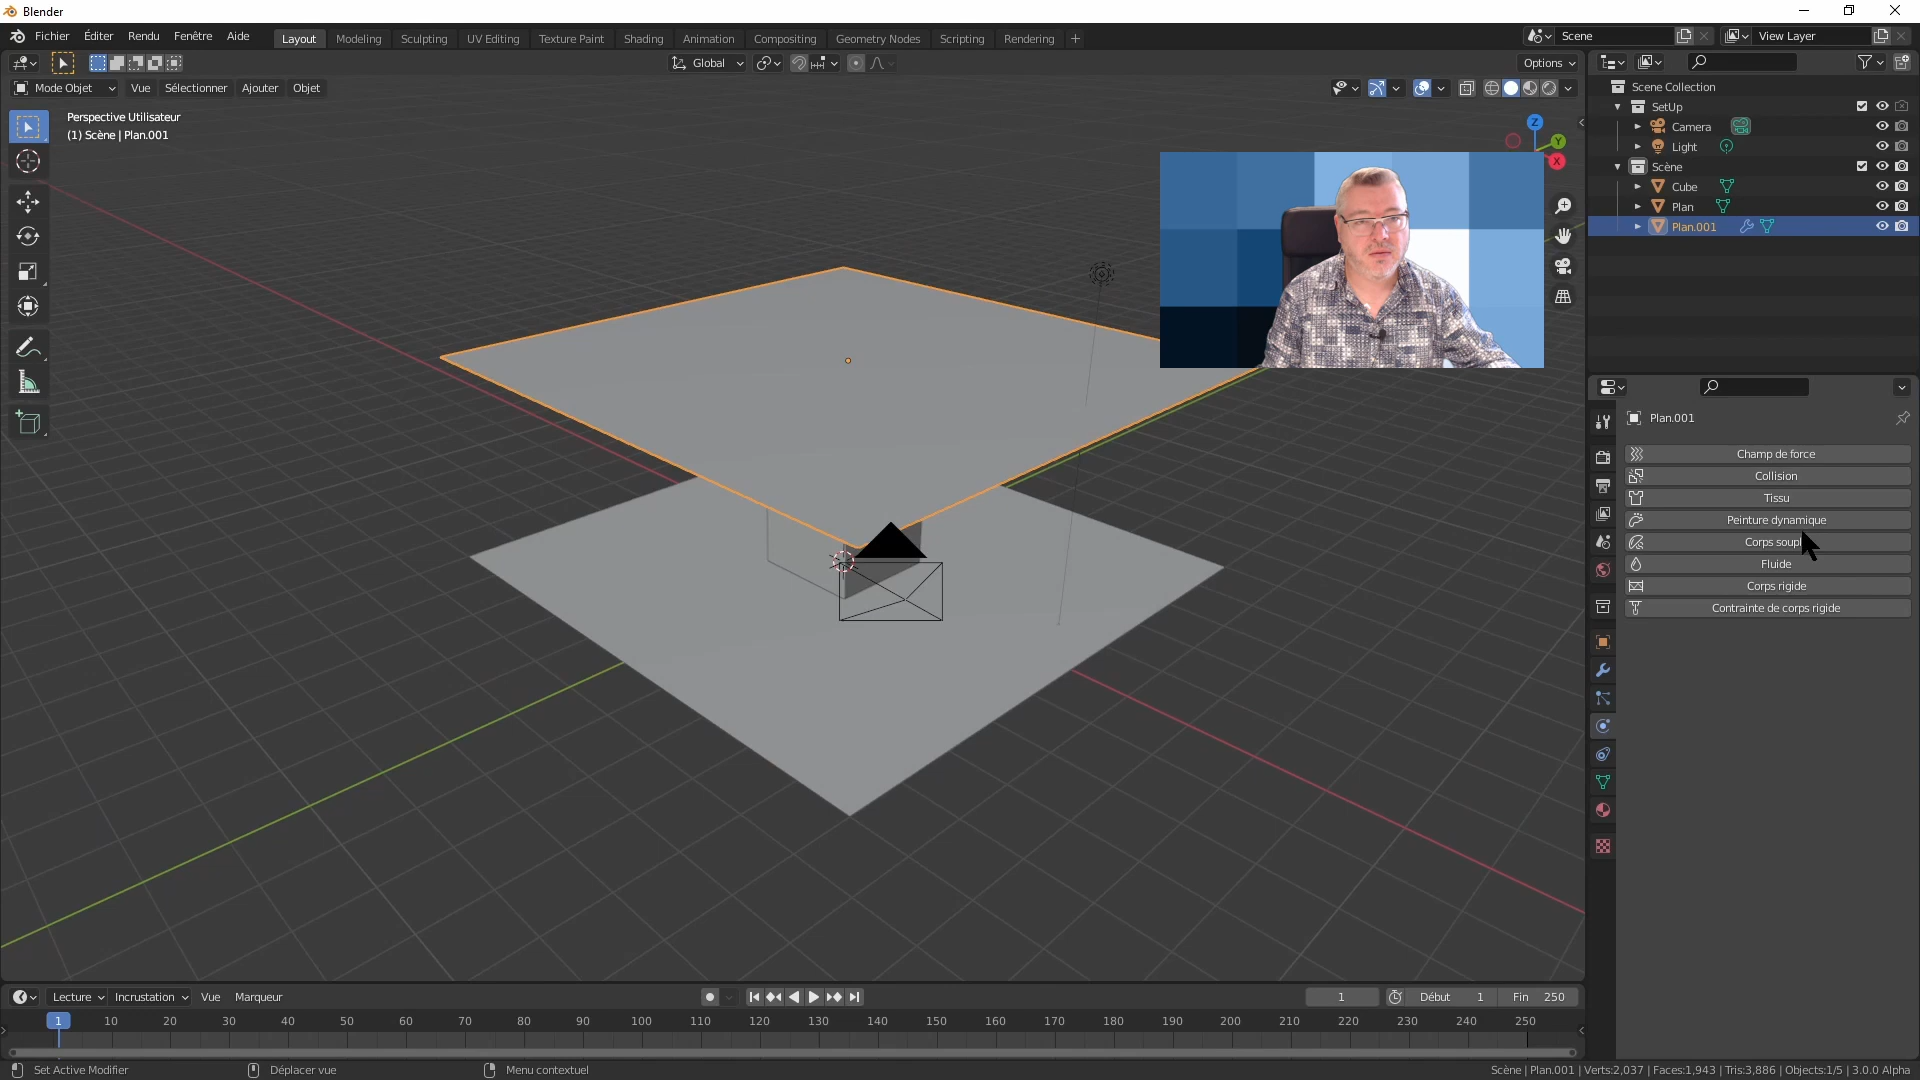 Blender
Fichier Éditer Rendu Fenêtre Aide Layout Modeling Sculpting UV Editing Texture Paint Shading Animation Compositing Geometry Nodes Scripting Rendering + Scene View Layer
Global Options
Mode Objet Vue Sélectionner Ajouter Objet
Perspective Utilisateur
(1) Scène | Plan.001
Z
Y
X
Scene Collection
SetUp
Camera
Light
Scène
Cube
Plan
Plan.001
Plan.001
Champ de force
Collision
Tissu
Peinture dynamique
Corps soupl
Fluide
Corps rigide
Contrainte de corps rigide
Lecture Incrustation Vue Marqueur 1 Début 1 Fin 250
1 10 20 30 40 50 60 70 80 90 100 110 120 130 140 150 160 170 180 190 200 210 220 230 240 250
Set Active Modifier Déplacer vue Menu contextuel Scène | Plan.001 | Verts:2,037 | Faces:1,943 | Tris:3,886 | Objects:1/5 | 3.0.0 Alpha